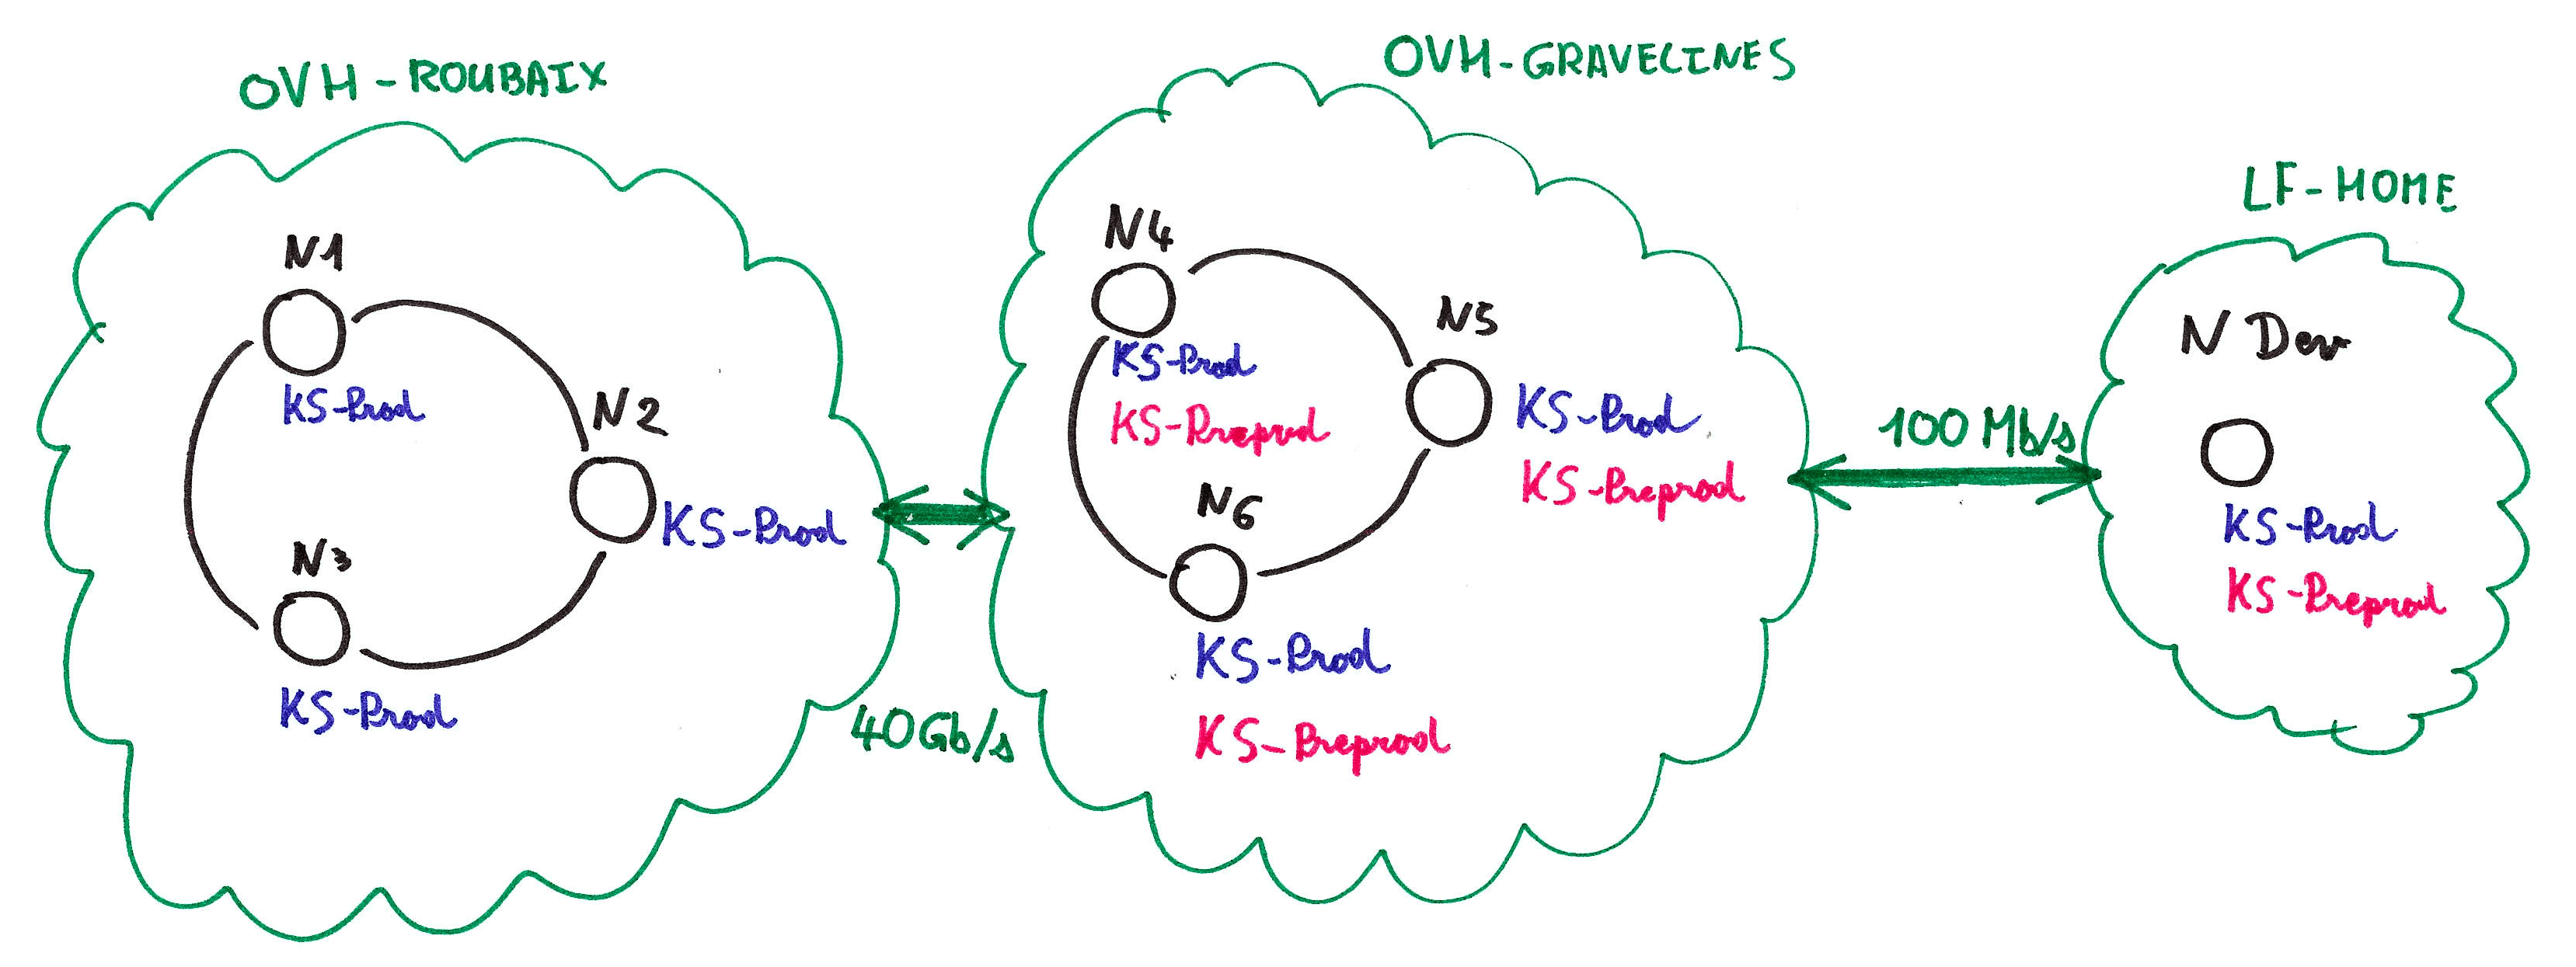 OVH-ROUBAIX
N1
KS-Prod
N2
KS-Prod
N3
KS-Prod
40Gb/s
OVH-GRAVELINES
N4
KS-Prod
KS-Preprod
N5
KS-Prod
KS-Preprod
N6
KS-Prod
KS-Preprod
100 Mb/s
LF-HOME
N Dev
KS-Prod
KS-Preprod